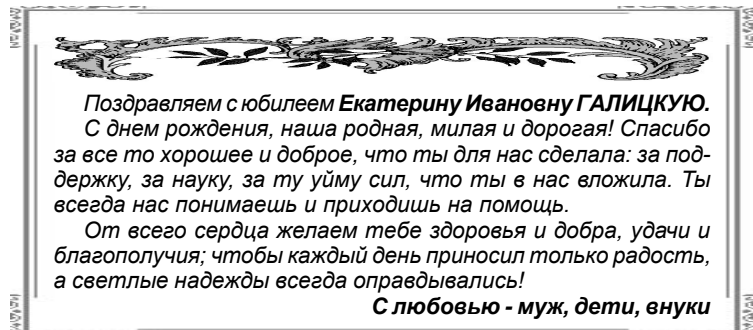 Поздравляем с юбилеем Екатерину Ивановну ГАЛИЦКУЮ.
С днем рождения, наша родная, милая и дорогая! Спасибо
за все то хорошее и доброе, что ты для нас сделала: за под-
держку, за науку, за ту уйму сил, что ты в нас вложила. Ты
всегда нас понимаешь и приходишь на помощь.
От всего сердца желаем тебе здоровья и добра, удачи и
благополучия; чтобы каждый день приносил только радость,
а светлые надежды всегда оправдывались!
С любовью - муж, дети, внуки